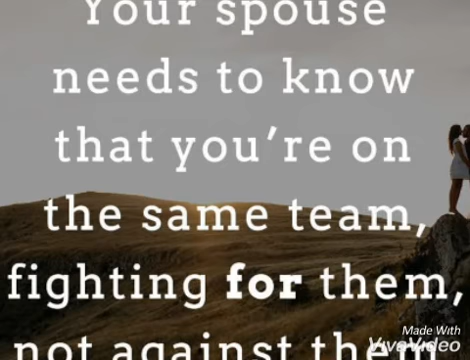 Your spouse
needs to know
that you’re on
the same team,
fighting for them,
not against them
Made With
VivaVideo